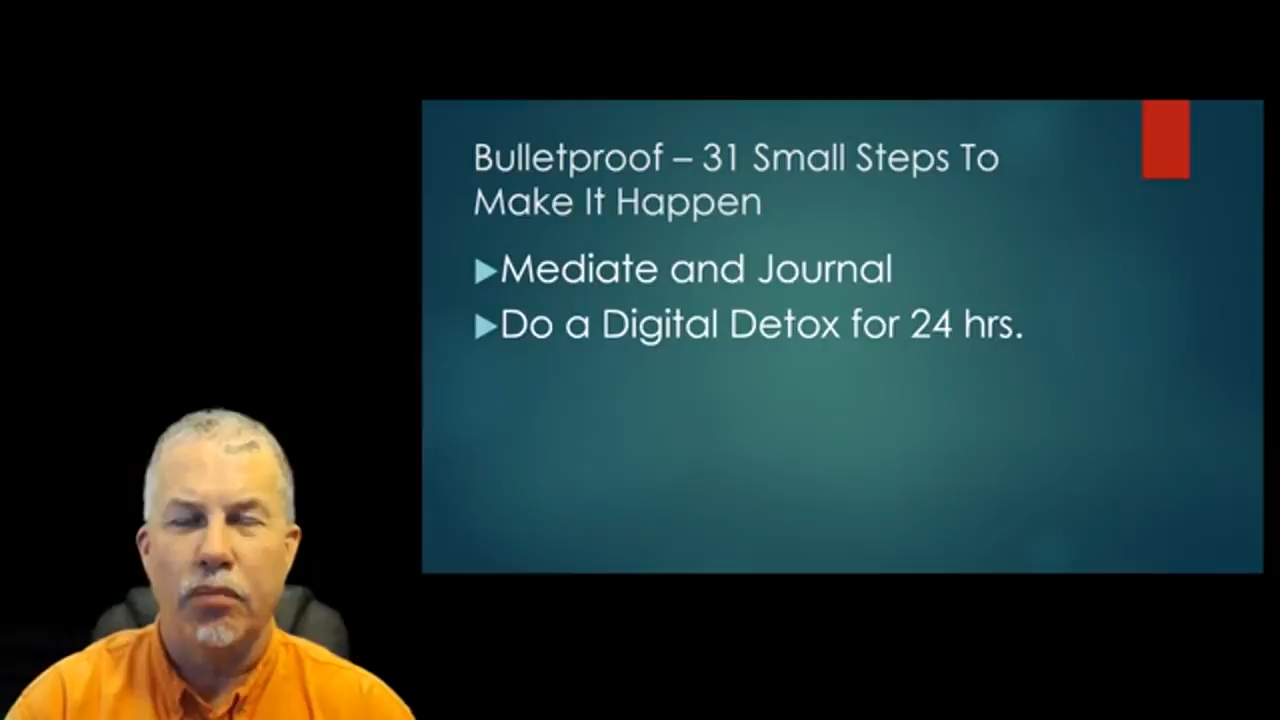 Bulletproof – 31 Small Steps To
Make It Happen
Mediate and Journal
Do a Digital Detox for 24 hrs.